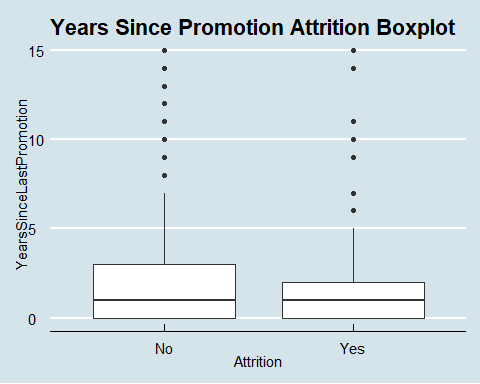 Years Since Promotion Attrition Boxplot
YearsSinceLastPromotion
15
10
5
0
No
Yes
Attrition